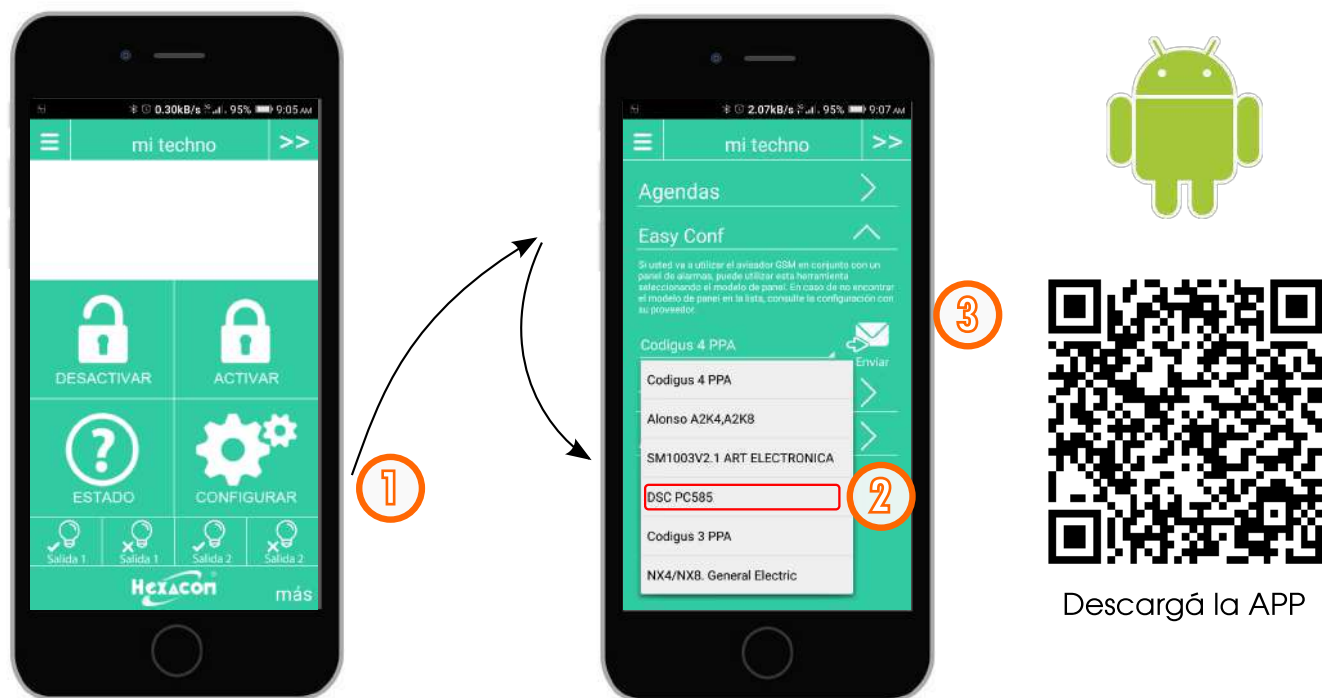 0.30kB/s 95% 9:05 AM
mi techno >>
DESACTIVAR ACTIVAR
?
ESTADO CONFIGURAR
Salida 1 Salida 1 Salida 2 Salida 2
HEXACON
más
1
2.07kB/s 95% 9:07 AM
mi techno >>
Agendas
Easy Conf
Si usted va a utilizar el avisador GSM en conjunto con un
panel de alarmas, puede utilizar esta herramienta
seleccionando el modelo de panel. En caso de no encontrar
el modelo de panel en la lista, consulte la configuración con
su proveedor.
Codigus 4 PPA
Enviar
Codigus 4 PPA
Alonso A2K4,A2K8
SM1003V2.1 ART ELECTRONICA
DSC PC585
Codigus 3 PPA
NX4/NX8. General Electric
2
3
Descargá la APP